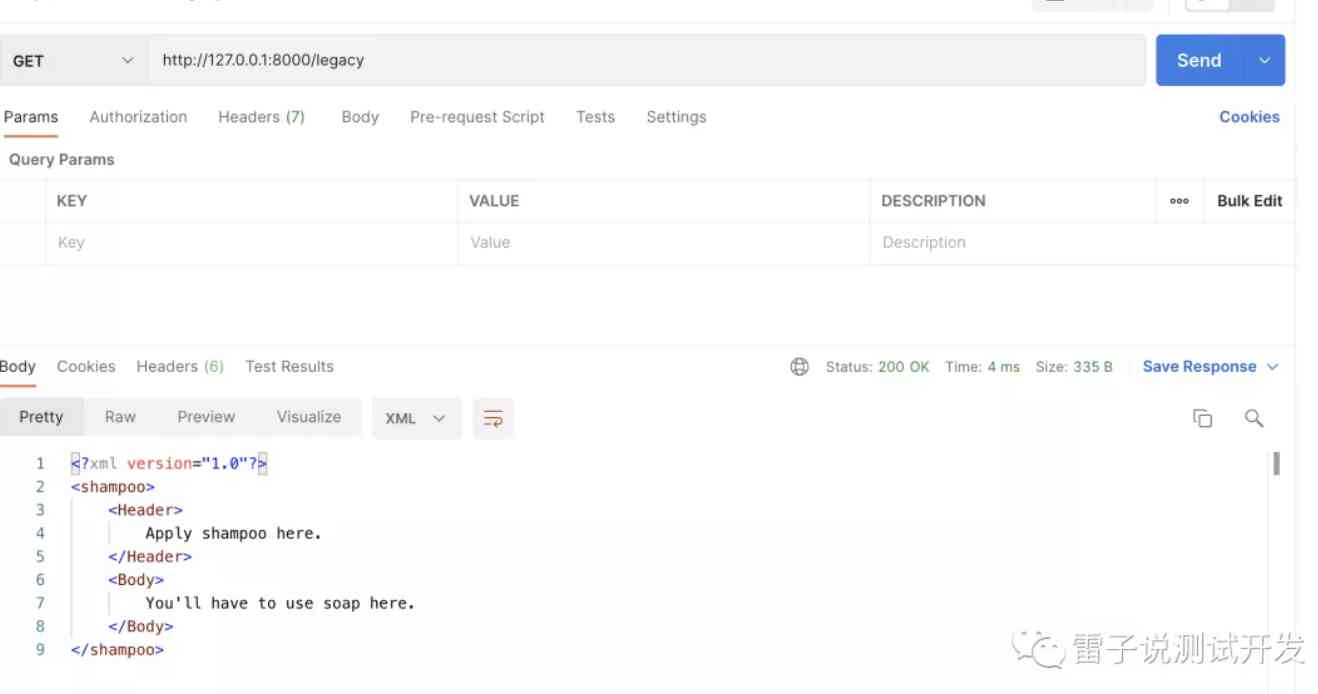 GET http://127.0.0.1:8000/legacy Send
Params Authorization Headers (7) Body Pre-request Script Tests Settings Cookies
Query Params
KEY VALUE DESCRIPTION ooo Bulk Edit
Key Value Description
Body Cookies Headers (6) Test Results Status: 200 OK Time: 4 ms Size: 335 B Save Response
Pretty Raw Preview Visualize XML
1 <?xml version="1.0"?>
2 <shampoo>
3 <Header>
4 Apply shampoo here.
5 </Header>
6 <Body>
7 You'll have to use soap here.
8 </Body>
9 </shampoo>
雷子说测试开发